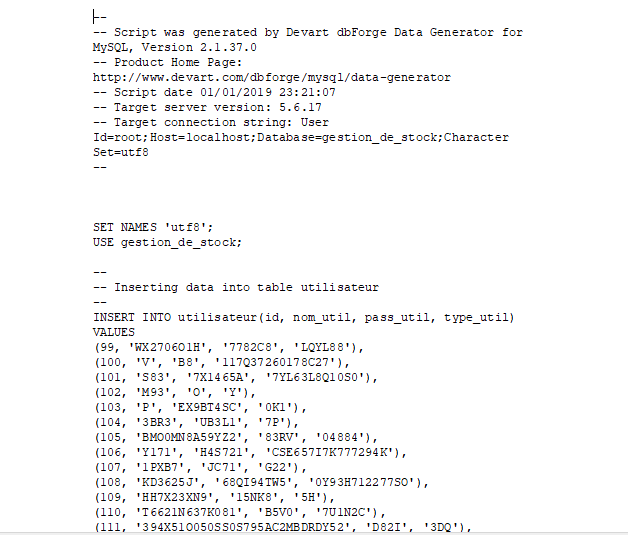 --
-- Script was generated by Devart dbForge Data Generator for
MySQL, Version 2.1.37.0
-- Product Home Page:
http://www.devart.com/dbforge/mysql/data-generator
-- Script date 01/01/2019 23:21:07
-- Target server version: 5.6.17
-- Target connection string: User
Id=root;Host=localhost;Database=gestion_de_stock;Character
Set=utf8
--
SET NAMES 'utf8';
USE gestion_de_stock;
--
-- Inserting data into table utilisateur
--
INSERT INTO utilisateur(id, nom_util, pass_util, type_util)
VALUES
(99, 'WX2706O1H', '7782C8', 'LQYL88'),
(100, 'V', 'B8', '117Q37260178C27'),
(101, 'S83', '7X1465A', '7YL63L8Q10S0'),
(102, 'M93', 'O', 'Y'),
(103, 'P', 'EX9BT4SC', '0K1'),
(104, '3BR3', 'UB3L1', '7P'),
(105, 'BMO0MN8A59YZ2', '83RV', '04884'),
(106, 'Y171', 'H4S721', 'CSE657I7K777294K'),
(107, '1PXB7', 'JC71', 'G22'),
(108, 'KD3625J', '68QI94TW5', '0Y93H712277SO'),
(109, 'HH7X23XN9', '15NK8', '5H'),
(110, 'T6621N637K081', 'B5V0', '7U1N2C'),
(111, '394X51O050SS0S795AC2MBDRDY52', 'D82I', '3DQ'),